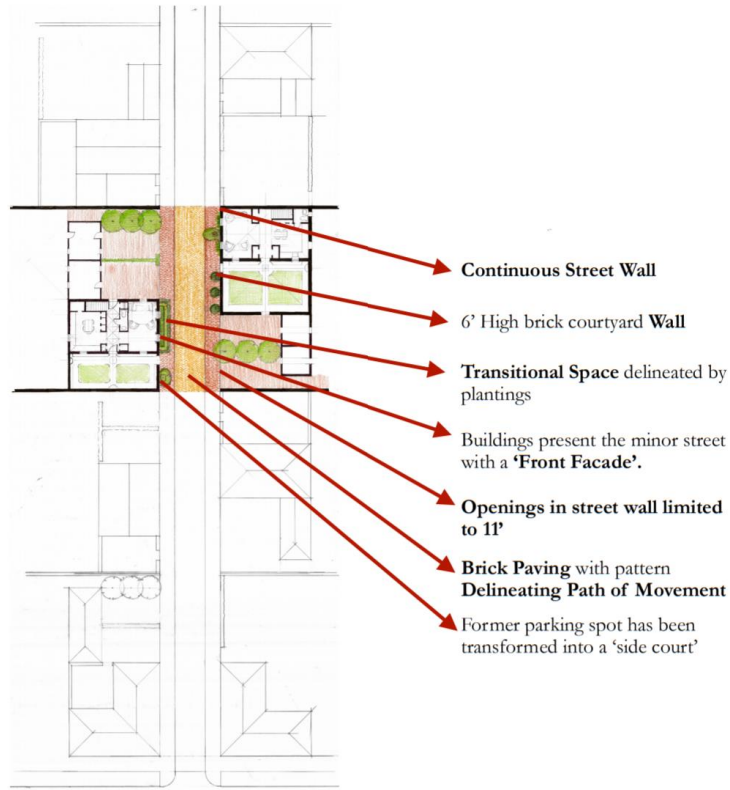 Continuous Street Wall
6’ High brick courtyard Wall
Transitional Space delineated by
plantings
Buildings present the minor street
with a ‘Front Facade’.
Openings in street wall limited
to 11’
Brick Paving with pattern
Delineating Path of Movement
Former parking spot has been
transformed into a ‘side court’